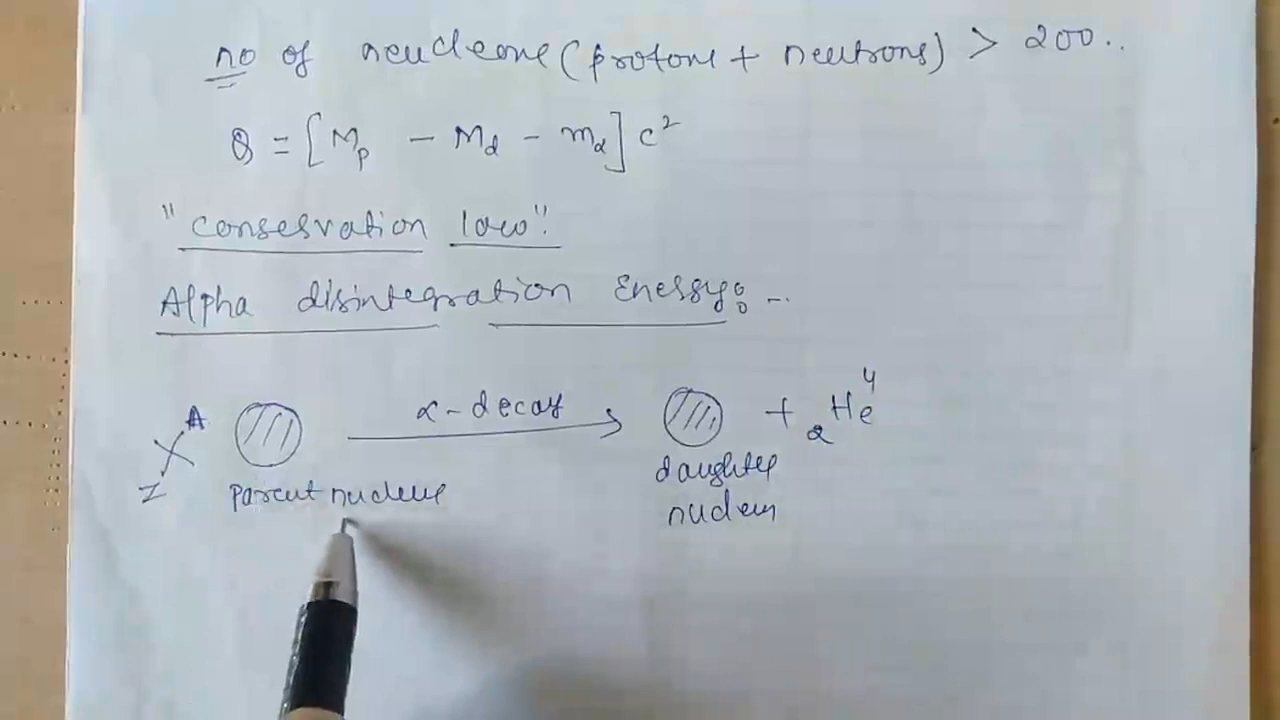 no of neucleons (protons + neutrons) > 200..
Q = [Mp - Md - mα] c²
"conservation law".
Alpha disintegration Energy:-
ZXᴬ α-decay + ₂He⁴
parent nucleus daughter
nucleus